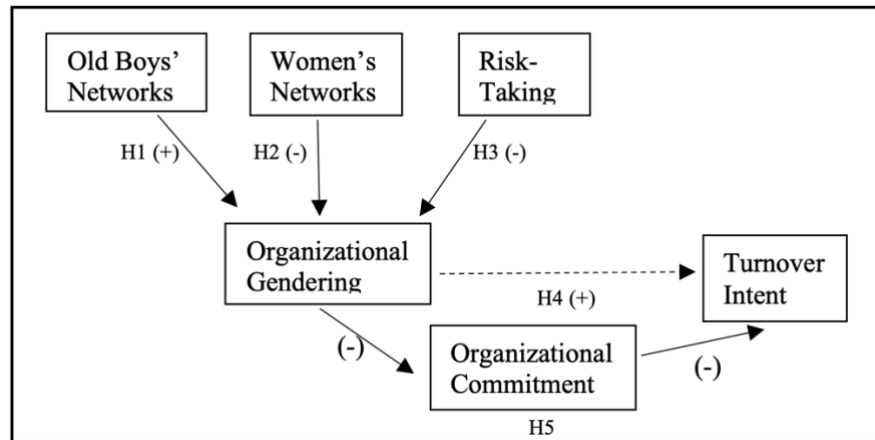 Old Boys’
Networks
Women’s
Networks
Risk-
Taking
H1 (+)
H2 (-)
H3 (-)
Organizational
Gendering
Turnover
Intent
H4 (+)
(-)
Organizational
Commitment
(-)
H5